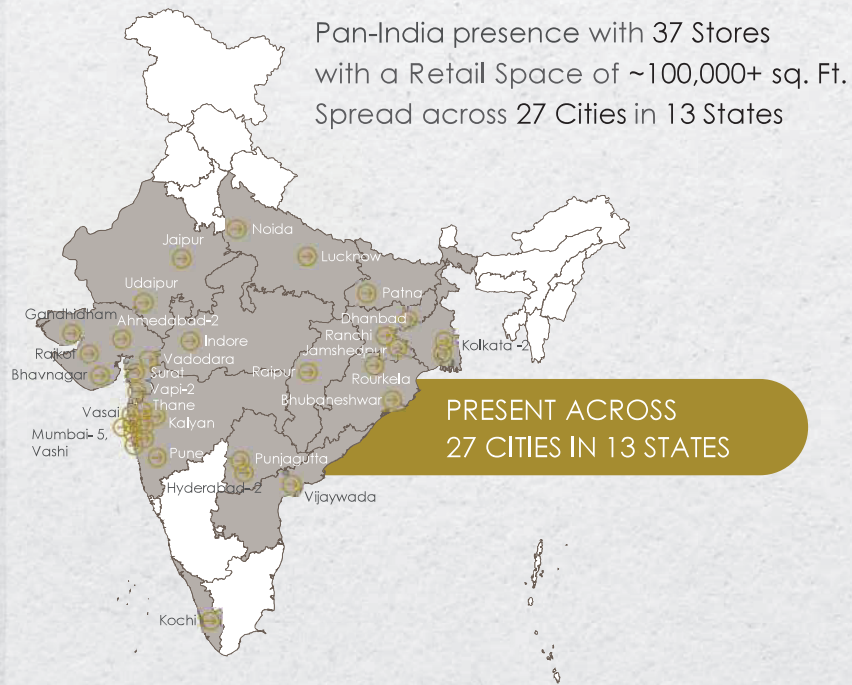 Pan-India presence with 37 Stores
with a Retail Space of ~100,000+ sq. Ft.
Spread across 27 Cities in 13 States
Noida
Jaipur
Lucknow
Udaipur
Patna
Gandhidham
Ahmedabad-2
Dhanbad
Ranchi
Indore
Kolkata -2
Jamshedpur
Rajkot
Vadodara
Bhavnagar
Surat
Raipur
Rourkela
Vapi-2
Bhubaneshwar
Thane
Vasai
Kalyan
Mumbai- 5,
Vashi
Pune
Punjagutta
Hyderabad -2
Vijaywada
Kochi
PRESENT ACROSS
27 CITIES IN 13 STATES